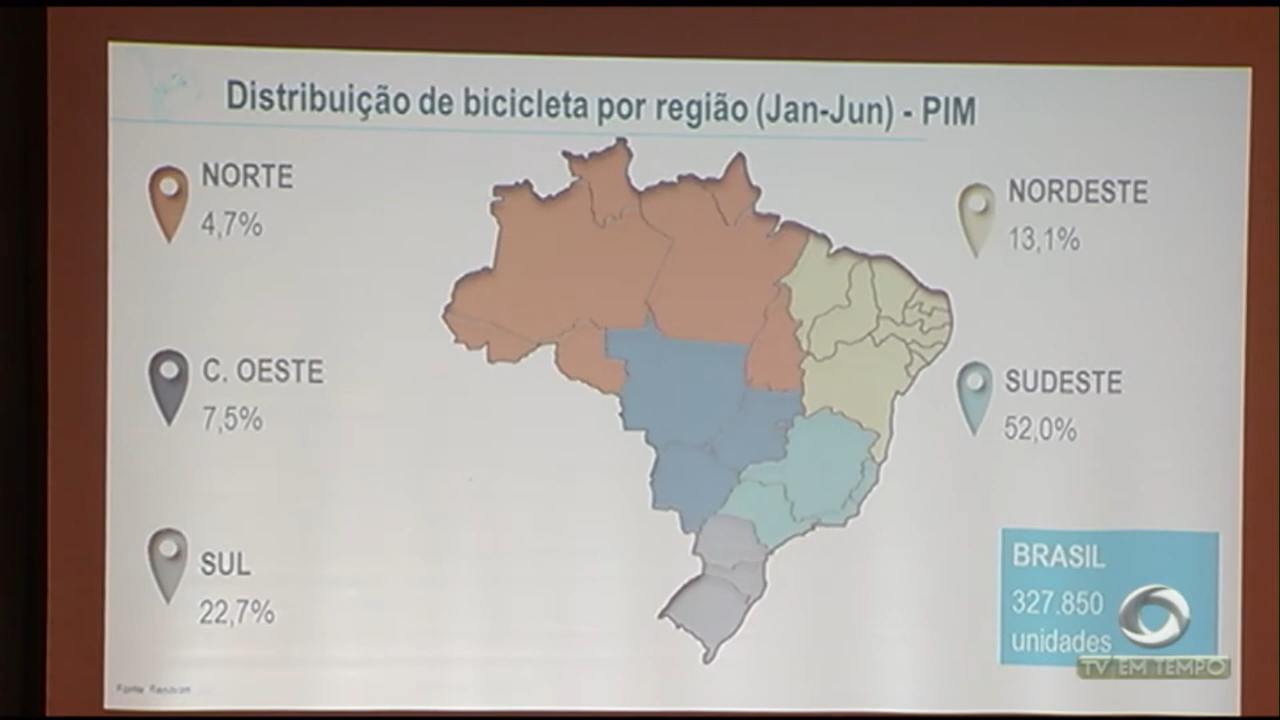 Distribuição de bicicleta por região (Jan-Jun) - PIM
NORTE
4,7%
C. OESTE
7,5%
SUL
22,7%
NORDESTE
13,1%
SUDESTE
52,0%
BRASIL
327.850
unidades
TV EM TEMPO
Fonte